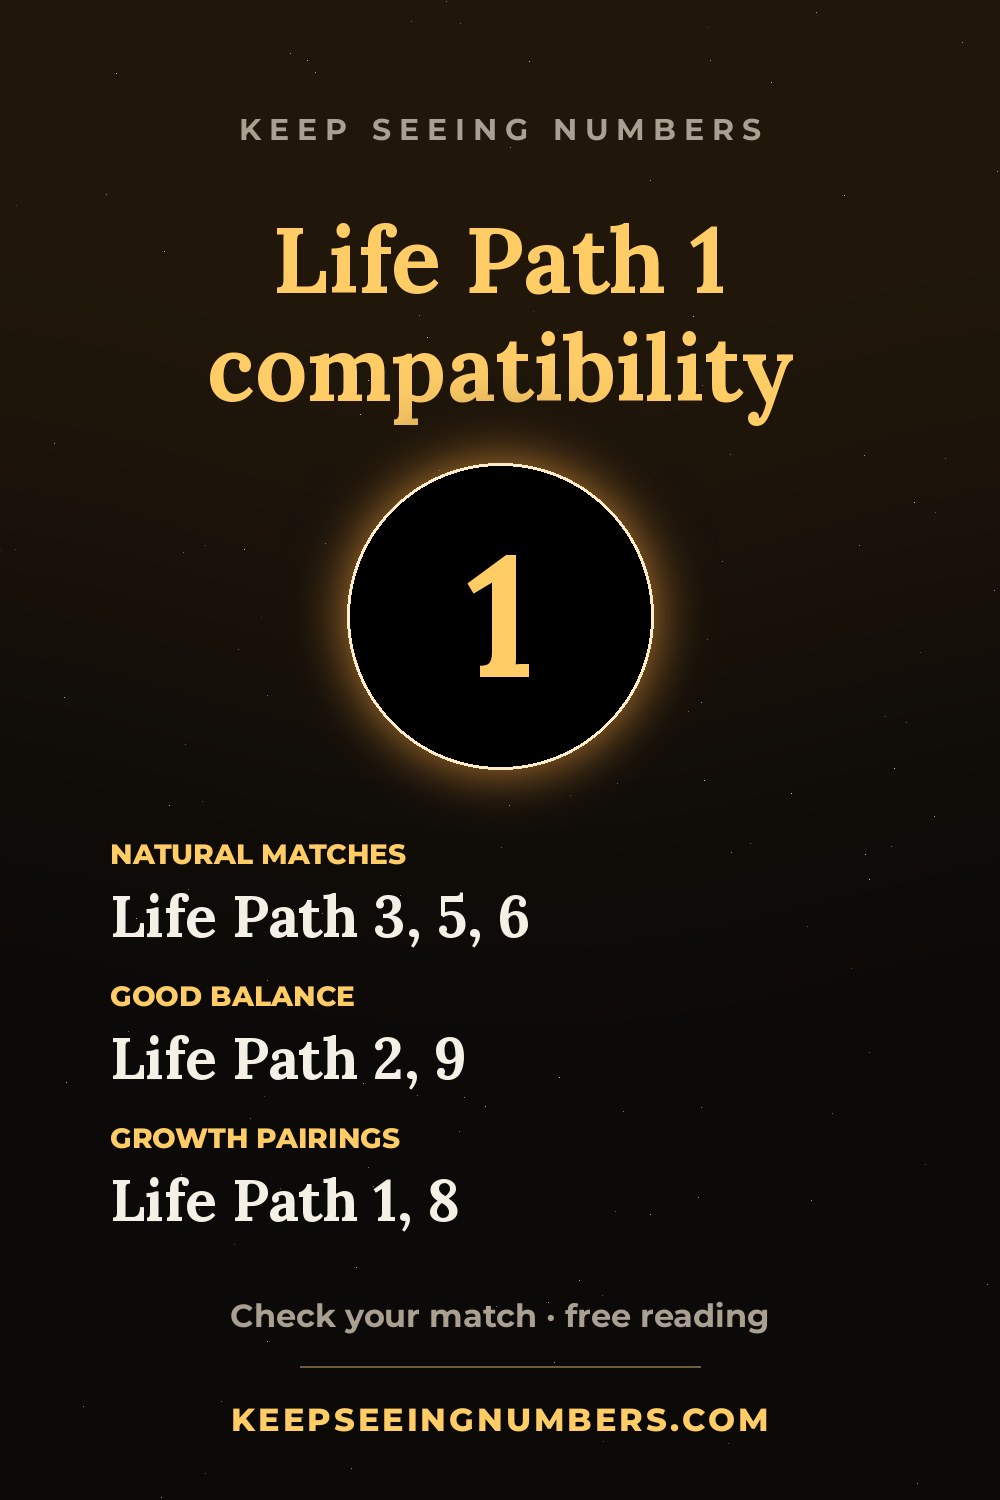 KEEP SEEING NUMBERS
Life Path 1
compatibility
1
NATURAL MATCHES
Life Path 3, 5, 6
GOOD BALANCE
Life Path 2, 9
GROWTH PAIRINGS
Life Path 1, 8
Check your match · free reading
KEEPSEEINGNUMBERS.COM